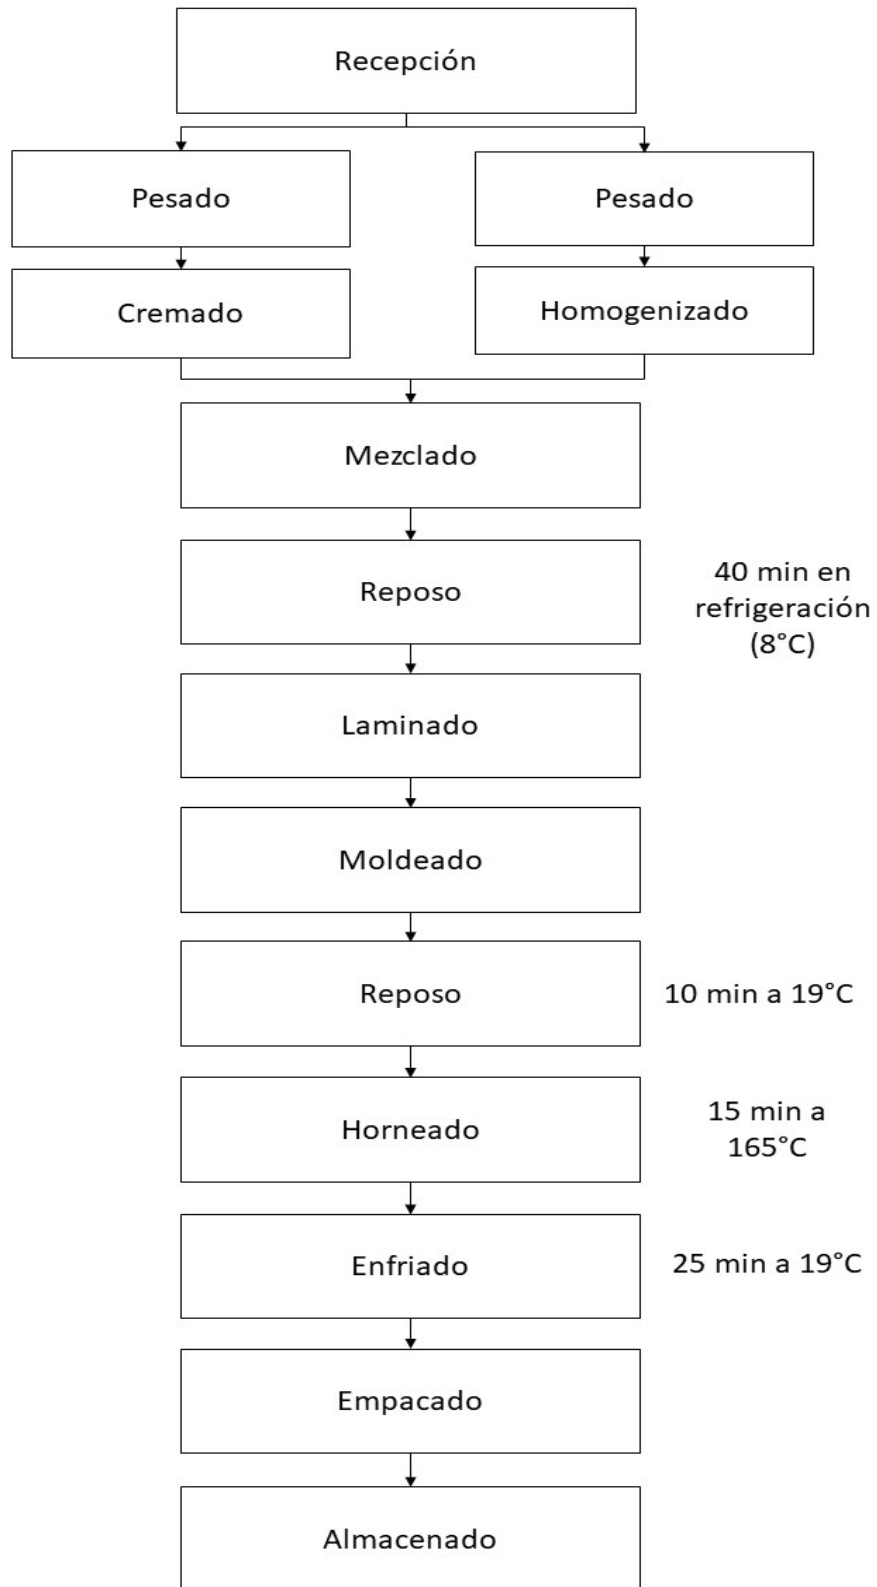 Recepción
Pesado
Pesado
Cremado
Homogenizado
Mezclado
Reposo
40 min en
refrigeración
(8°C)
Laminado
Moldeado
Reposo
10 min a 19°C
Horneado
15 min a
165°C
Enfriado
25 min a 19°C
Empacado
Almacenado